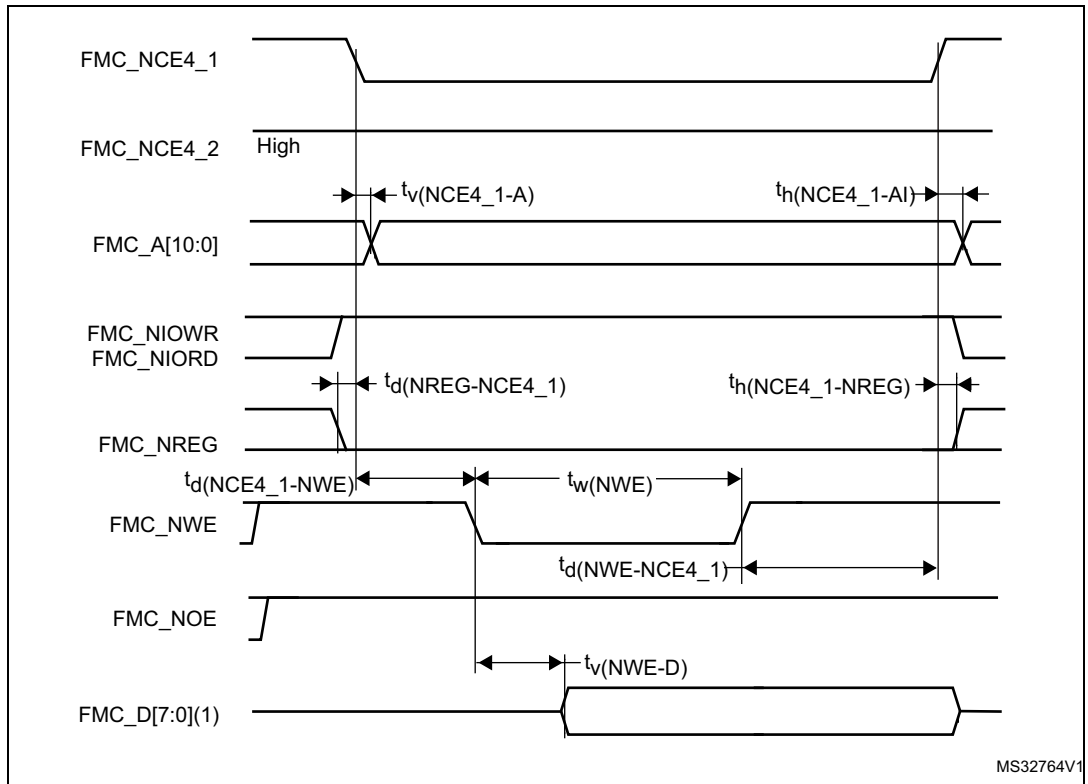 FMC_NCE4_1
FMC_NCE4_2 High
tv(NCE4_1-A) th(NCE4_1-AI)
FMC_A[10:0]
FMC_NIOWR
FMC_NIORD
td(NREG-NCE4_1) th(NCE4_1-NREG)
FMC_NREG
td(NCE4_1-NWE) tw(NWE)
FMC_NWE
td(NWE-NCE4_1)
FMC_NOE
tv(NWE-D)
FMC_D[7:0](1)
MS32764V1